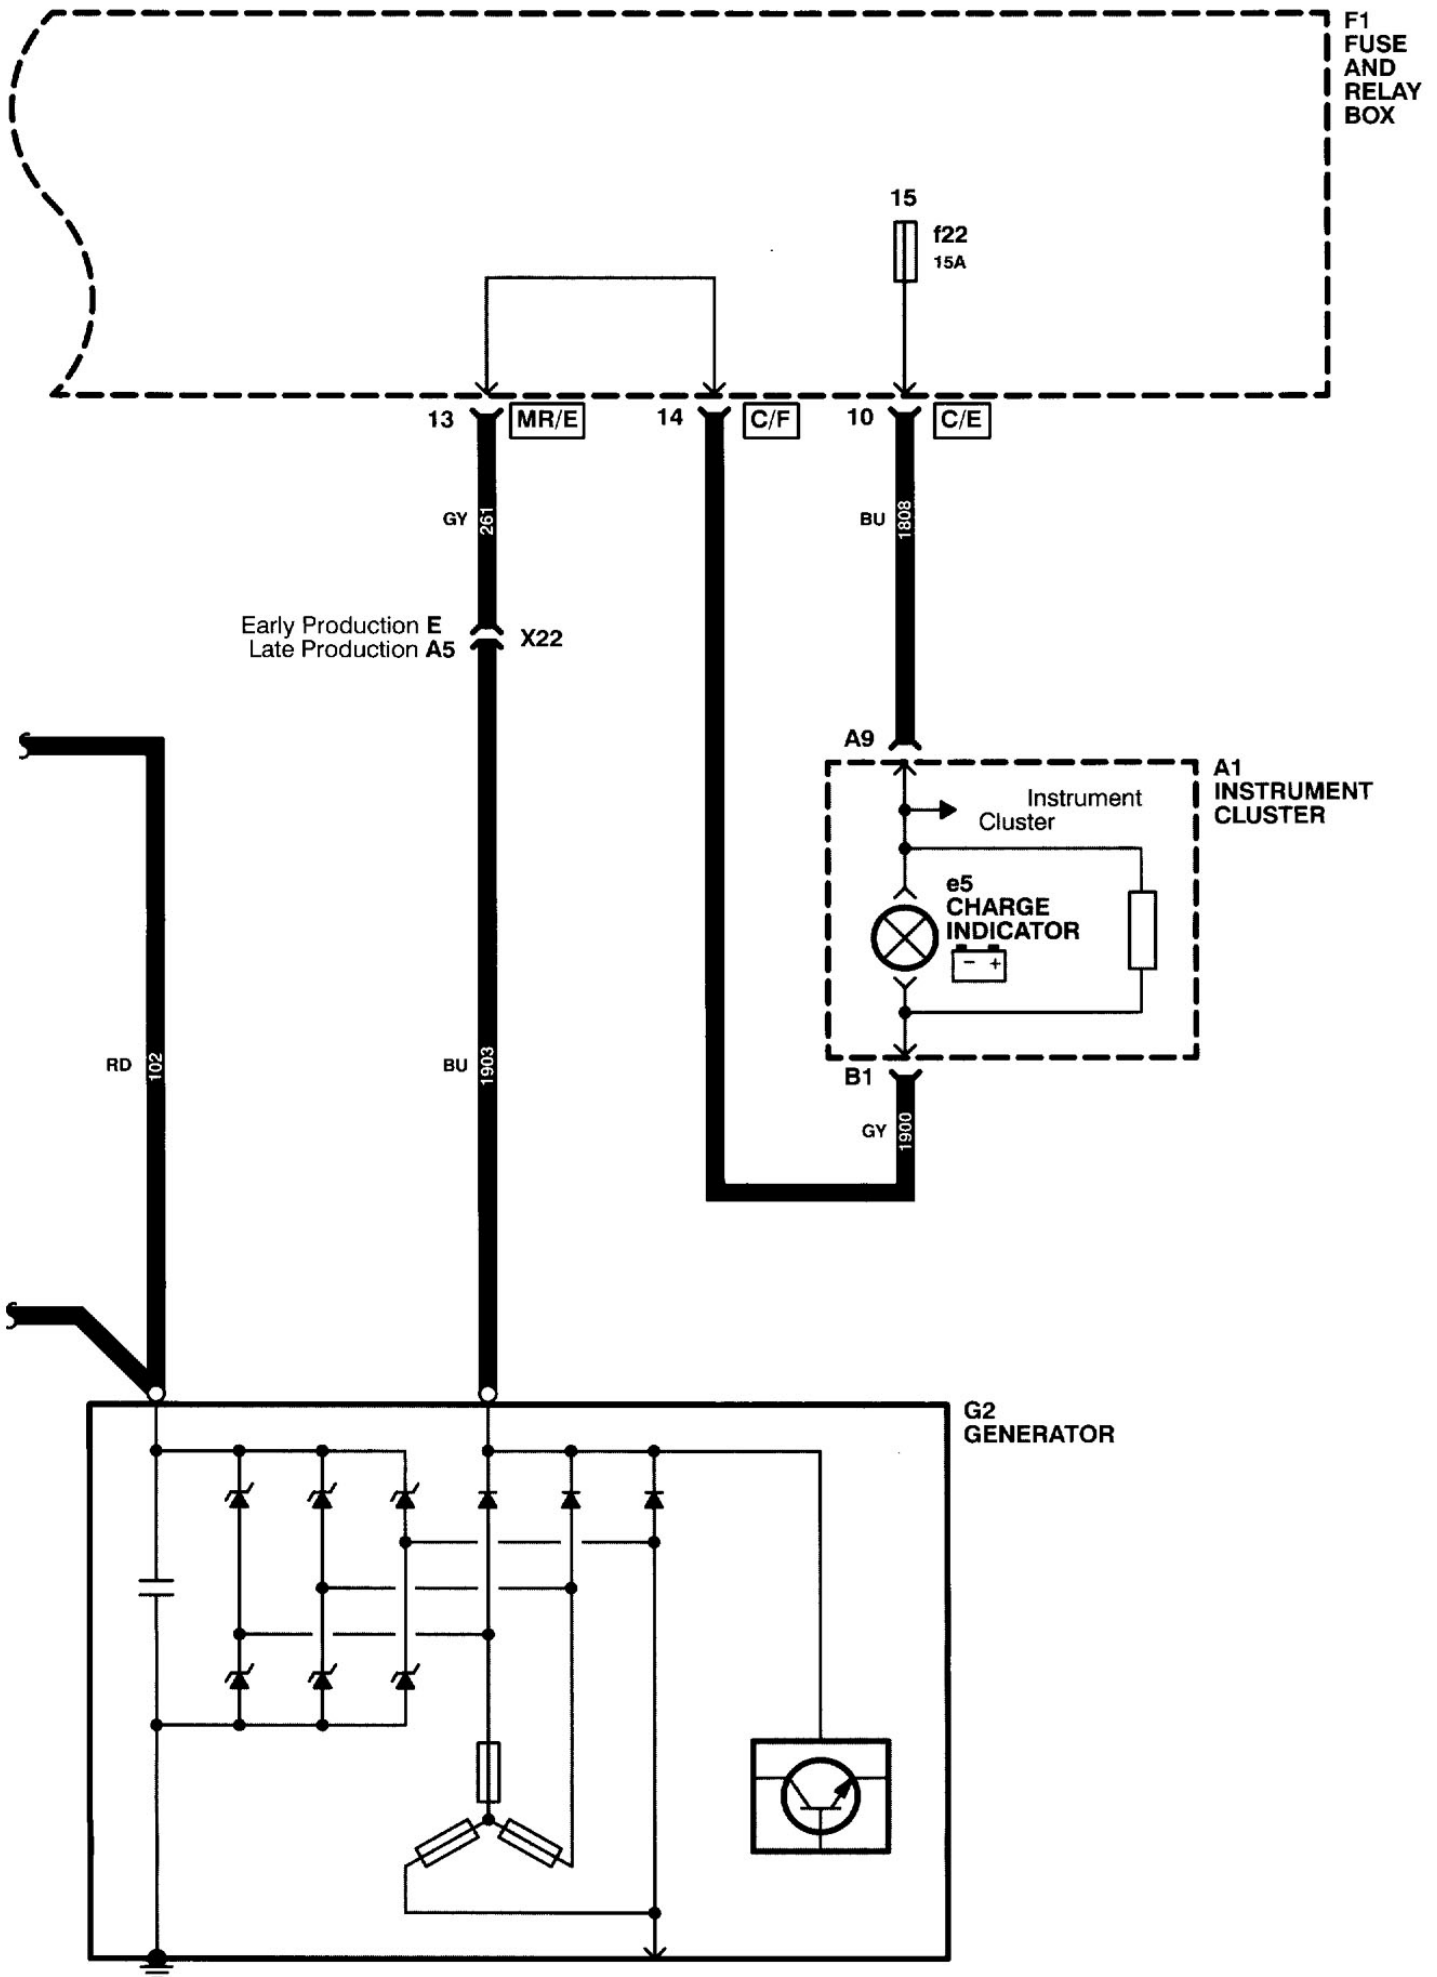 F1
FUSE
AND
RELAY
BOX
15
f22
15A
13
MR/E
14
C/F
10
C/E
GY
261
BU
1808
Early Production E
Late Production A5
X22
A9
A1
INSTRUMENT
CLUSTER
Instrument
Cluster
e5
CHARGE
INDICATOR
- +
RD
102
BU
1903
B1
GY
1900
G2
GENERATOR